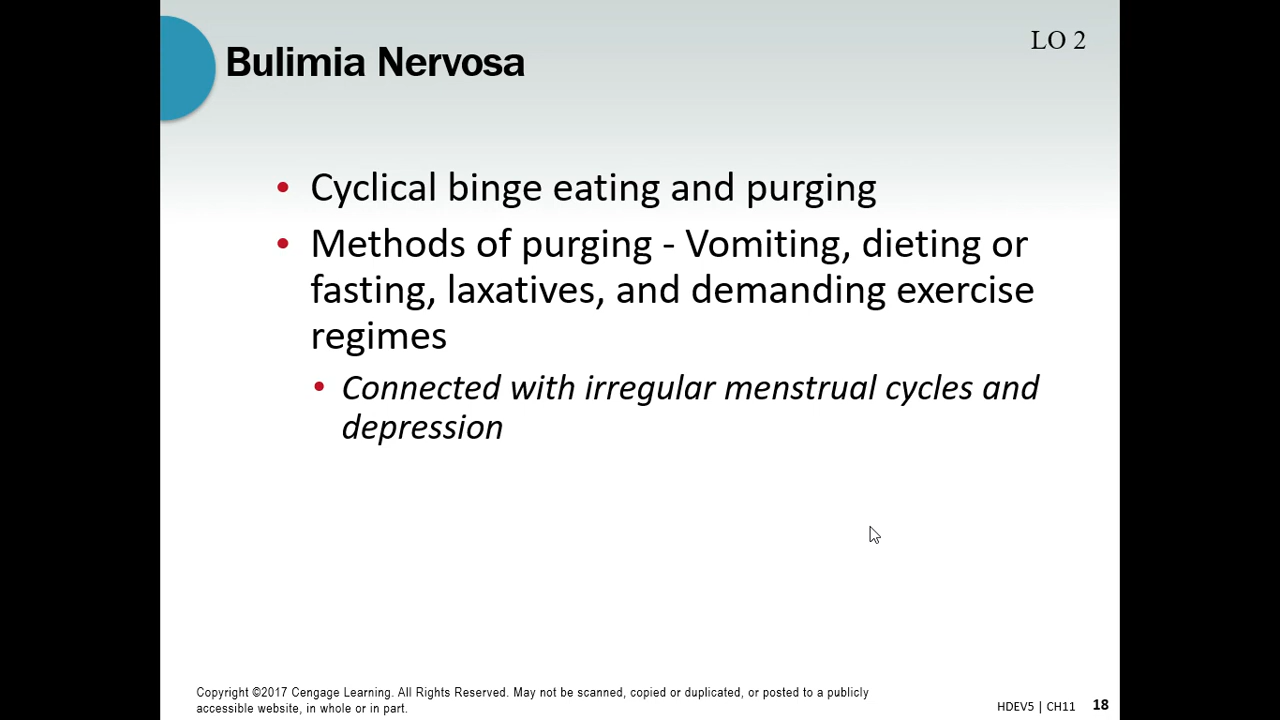 LO 2
Bulimia Nervosa
• Cyclical binge eating and purging
• Methods of purging - Vomiting, dieting or
fasting, laxatives, and demanding exercise
regimes
• Connected with irregular menstrual cycles and
depression
Copyright ©2017 Cengage Learning. All Rights Reserved. May not be scanned, copied or duplicated, or posted to a publicly
accessible website, in whole or in part.
HDEV5 | CH11 18